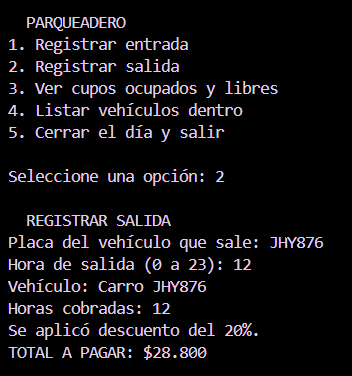 PARQUEADERO
1. Registrar entrada
2. Registrar salida
3. Ver cupos ocupados y libres
4. Listar vehículos dentro
5. Cerrar el día y salir
Seleccione una opción: 2
REGISTRAR SALIDA
Placa del vehículo que sale: JHY876
Hora de salida (0 a 23): 12
Vehículo: Carro JHY876
Horas cobradas: 12
Se aplicó descuento del 20%.
TOTAL A PAGAR: $28.800